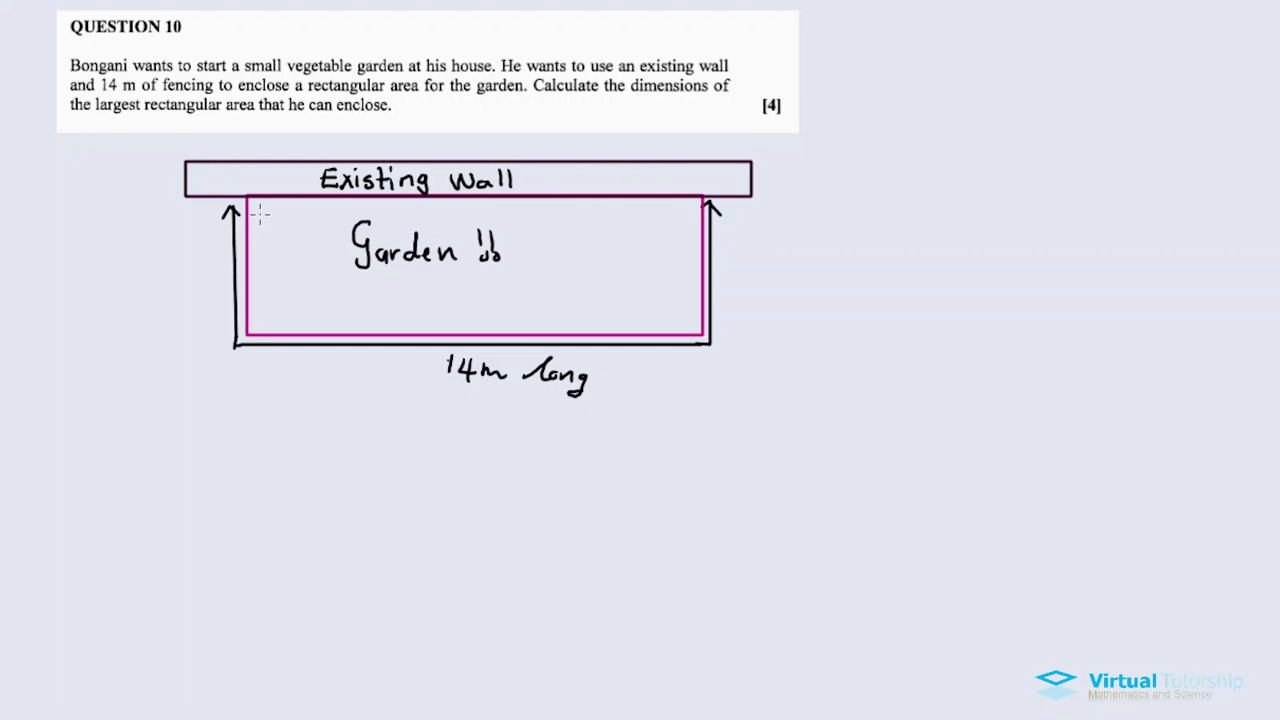 QUESTION 10
Bongani wants to start a small vegetable garden at his house. He wants to use an existing wall
and 14 m of fencing to enclose a rectangular area for the garden. Calculate the dimensions of
the largest rectangular area that he can enclose.
[4]
Existing Wall
Garden !!
14m long
Virtual Tutorship
Mathematics and Science